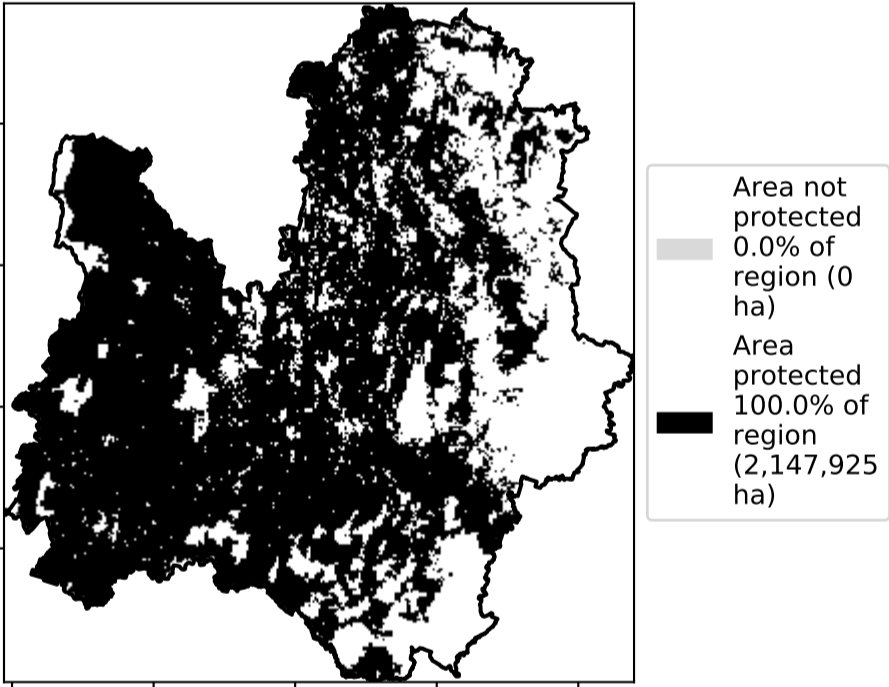 Area not
protected
0.0% of
region (0
ha)
Area
protected
100.0% of
region
(2,147,925
ha)